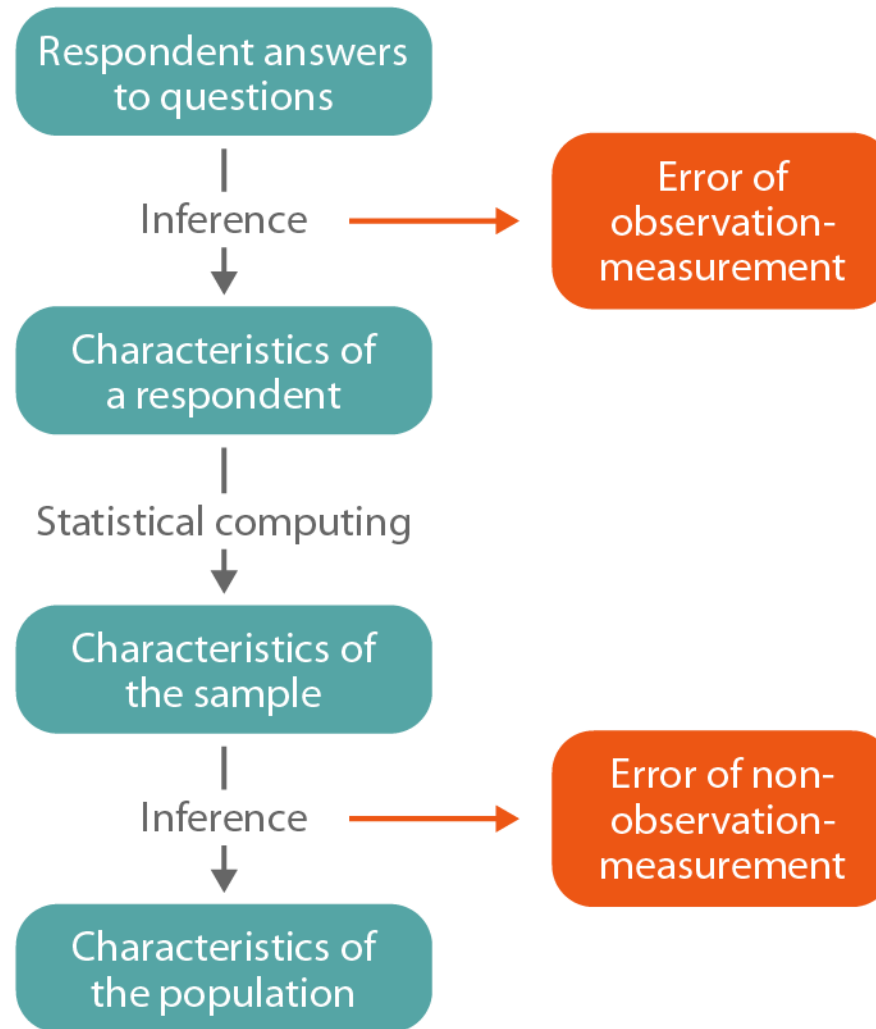 Respondent answers
to questions
Inference
Error of
observation-
measurement
Characteristics of
a respondent
Statistical computing
Characteristics of
the sample
Inference
Error of non-
observation-
measurement
Characteristics of
the population